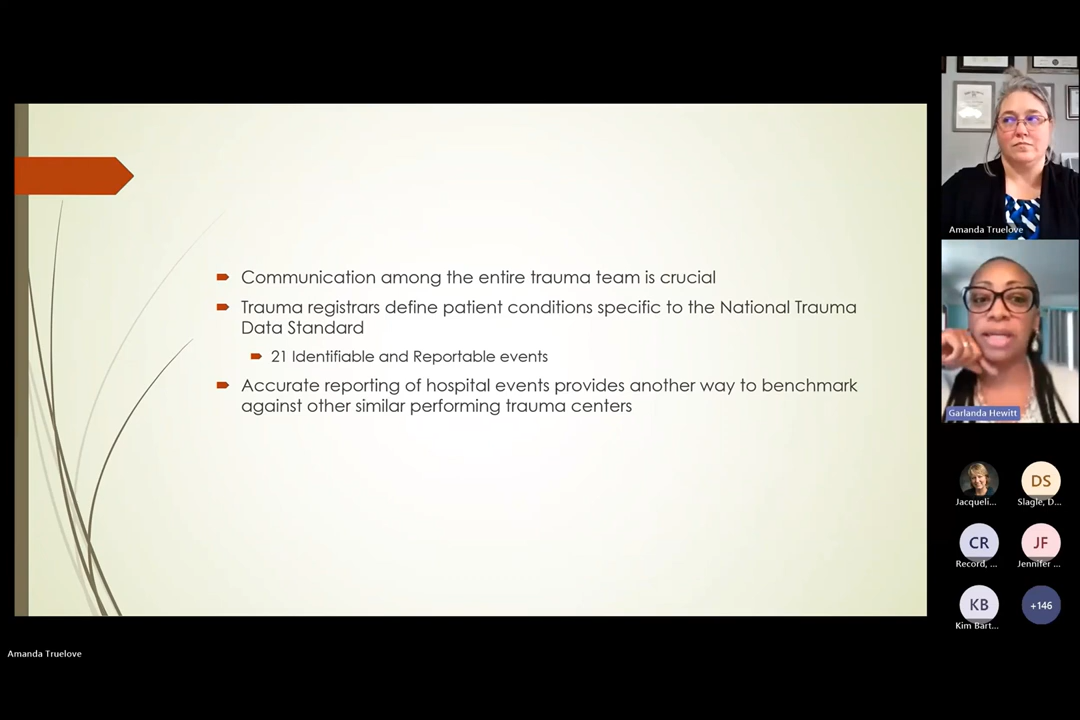 Communication among the entire trauma team is crucial
Trauma registrars define patient conditions specific to the National Trauma
Data Standard
21 Identifiable and Reportable events
Accurate reporting of hospital events provides another way to benchmark
against other similar performing trauma centers
Amanda Truelove
Garlanda Hewitt
Jacqueli...
DS
Slagle, D...
CR
Record, ...
JF
Jennifer ...
KB
Kim Bart...
+146
Amanda Truelove